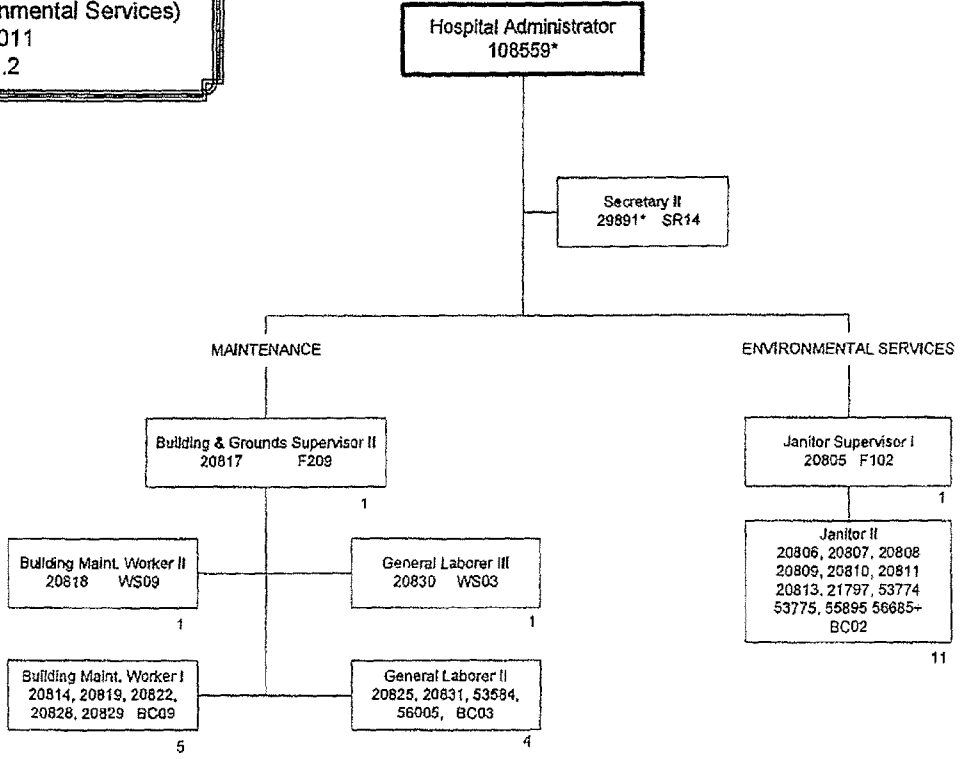 nmental Services)
011
.2
Hospital Administrator
108559*
Secretary II
29891* SR14
MAINTENANCE
ENVIRONMENTAL SERVICES
Building & Grounds Supervisor II
20817 F209
1
Janitor Supervisor I
20805 F102
1
Building Maint. Worker II
20818 WS09
1
General Laborer III
20830 WS03
1
Janitor II
20806, 20807, 20808
20809, 20810, 20811
20813. 21797, 53774
53775, 55895 56685+
BC02
11
Building Maint. Worker I
20814, 20819, 20822,
20828, 20829 BC09
5
General Laborer II
20825, 20831, 53584,
56005, BC03
4